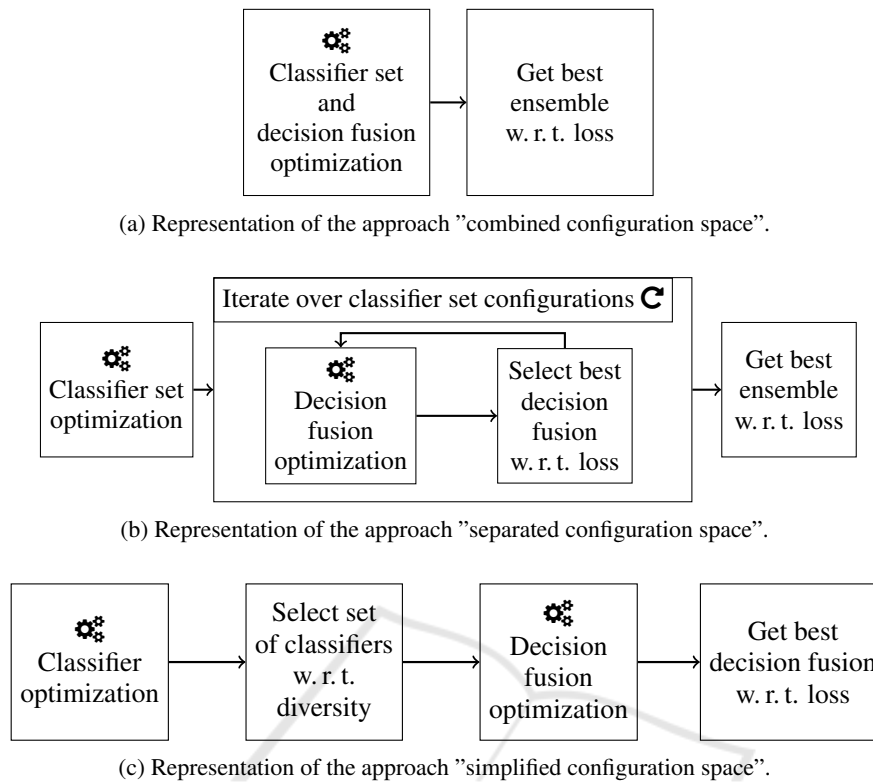 Classifier set
and
decision fusion
optimization
Get best
ensemble
w. r. t. loss
(a) Representation of the approach ”combined configuration space”.
Iterate over classifier set configurations
Classifier set
optimization
Decision
fusion
optimization
Select best
decision
fusion
w. r. t. loss
Get best
ensemble
w. r. t. loss
(b) Representation of the approach ”separated configuration space”.
Classifier
optimization
Select set
of classifiers
w. r. t.
diversity
Decision
fusion
optimization
Get best
decision fusion
w. r. t. loss
(c) Representation of the approach ”simplified configuration space”.